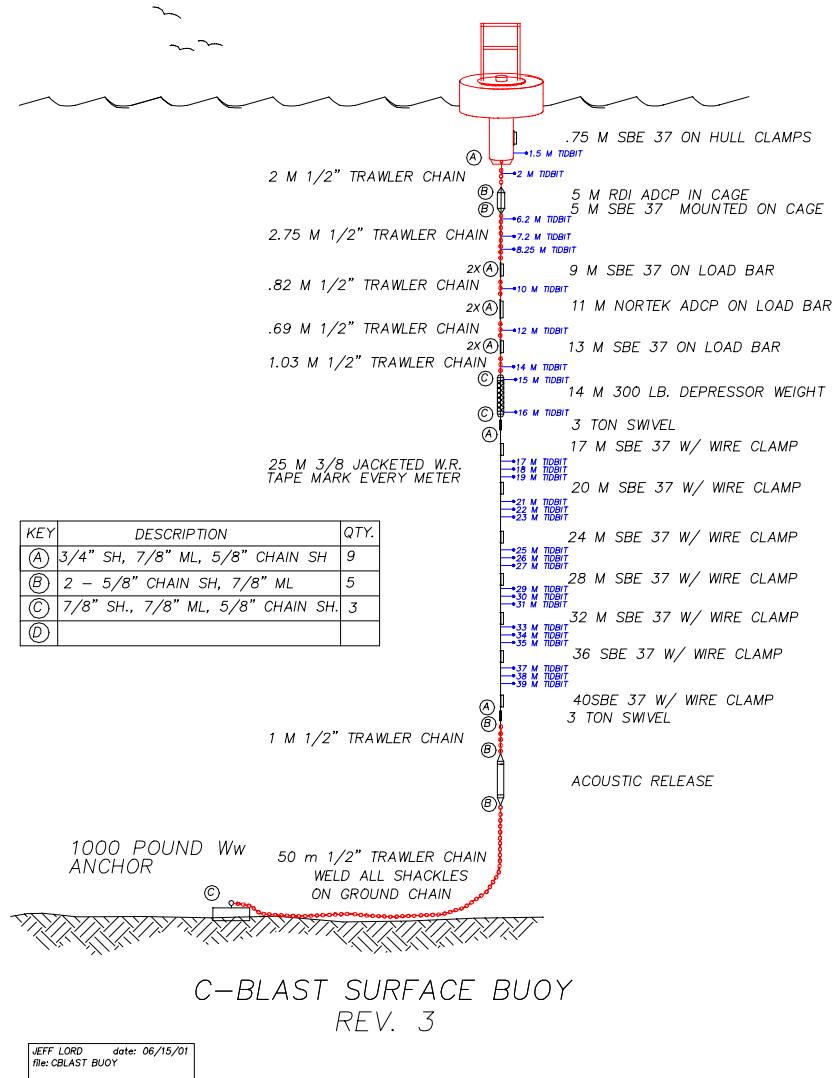 .75 M SBE 37 ON HULL CLAMPS
1.5 M TIDBIT
A
2 M 1/2" TRAWLER CHAIN
2 M TIDBIT
B
5 M RDI ADCP IN CAGE
B
5 M SBE 37 MOUNTED ON CAGE
6.2 M TIDBIT
2.75 M 1/2" TRAWLER CHAIN
7.2 M TIDBIT
8.25 M TIDBIT
2X A
9 M SBE 37 ON LOAD BAR
.82 M 1/2" TRAWLER CHAIN
10 M TIDBIT
2X A
11 M NORTEK ADCP ON LOAD BAR
.69 M 1/2" TRAWLER CHAIN
12 M TIDBIT
2X A
13 M SBE 37 ON LOAD BAR
1.03 M 1/2" TRAWLER CHAIN
14 M TIDBIT
C
15 M TIDBIT
14 M 300 LB. DEPRESSOR WEIGHT
C
16 M TIDBIT
3 TON SWIVEL
A
17 M SBE 37 W/ WIRE CLAMP
25 M 3/8 JACKETED W.R.
TAPE MARK EVERY METER
17 M TIDBIT
18 M TIDBIT
19 M TIDBIT
20 M SBE 37 W/ WIRE CLAMP
21 M TIDBIT
22 M TIDBIT
23 M TIDBIT
24 M SBE 37 W/ WIRE CLAMP
25 M TIDBIT
26 M TIDBIT
27 M TIDBIT
28 M SBE 37 W/ WIRE CLAMP
29 M TIDBIT
30 M TIDBIT
31 M TIDBIT
32 M SBE 37 W/ WIRE CLAMP
33 M TIDBIT
34 M TIDBIT
35 M TIDBIT
36 SBE 37 W/ WIRE CLAMP
37 M TIDBIT
38 M TIDBIT
39 M TIDBIT
40SBE 37 W/ WIRE CLAMP
A
3 TON SWIVEL
B
1 M 1/2" TRAWLER CHAIN
B
ACOUSTIC RELEASE
B
KEY DESCRIPTION QTY.
A 3/4" SH, 7/8" ML, 5/8" CHAIN SH 9
B 2 - 5/8" CHAIN SH, 7/8" ML 5
C 7/8" SH., 7/8" ML, 5/8" CHAIN SH. 3
D
1000 POUND Ww
ANCHOR
50 m 1/2" TRAWLER CHAIN
WELD ALL SHACKLES
ON GROUND CHAIN
C
C-BLAST SURFACE BUOY
REV. 3
JEFF LORD date: 06/15/01
file: CBLAST BUOY